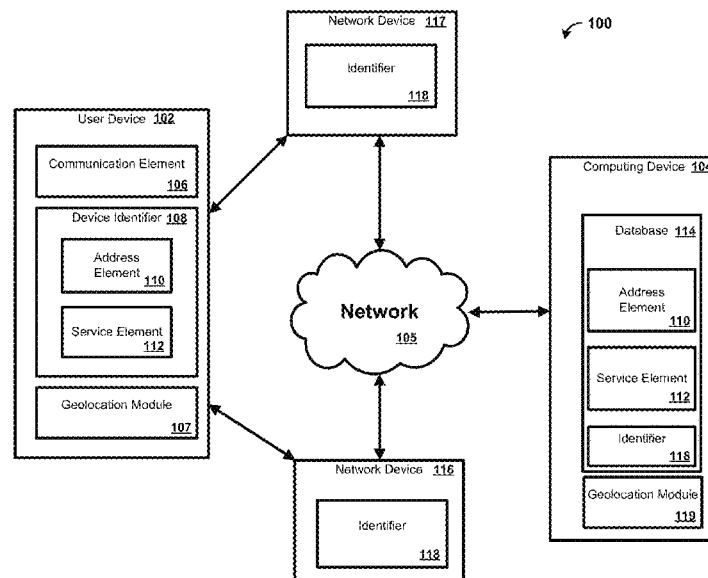 100
Network Device 117
Identifier
118
User Device 102
Communication Element
106
Device Identifier 108
Address
Element
110
Service Element
112
Geolocation Module
107
Network
105
Computing Device 104
Database 114
Address
Element
110
Service Element
112
Identifier
118
Geolocation Module
119
Network Device 116
Identifier
118